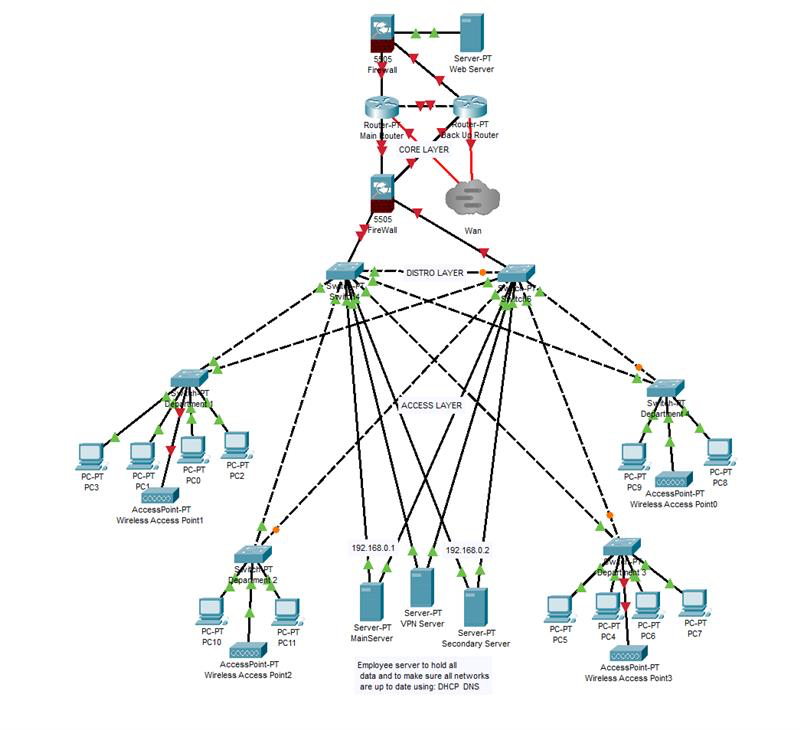 5505
Firewall
Server-PT
Web Server
Router-PT
Main Router
Router-PT
Back Up Router
CORE LAYER
5505
FireWall
Wan
DISTRO LAYER
Switch-PT
Switch4
Switch-PT
Switch-PT
Department 1
ACCESS LAYER
Switch-PT
Department 4
PC-PT
PC3
PC-PT
PC1
PC-PT
PC0
PC-PT
PC2
PC-PT
PC9
PC-PT
PC8
AccessPoint-PT
Wireless Access Point1
AccessPoint-PT
Wireless Access Point0
192.168.0.1
192.168.0.2
Switch-PT
Department 2
Switch-PT
Department 3
PC-PT
PC10
PC-PT
PC11
Server-PT
MainServer
Server-PT
VPN Server
Server-PT
Secondary Server
PC-PT
PC5
PC-PT
PC4
PC-PT
PC6
PC-PT
PC7
AccessPoint-PT
Wireless Access Point2
AccessPoint-PT
Wireless Access Point3
Employee server to hold all
data and to make sure all networks
are up to date using: DHCP DNS